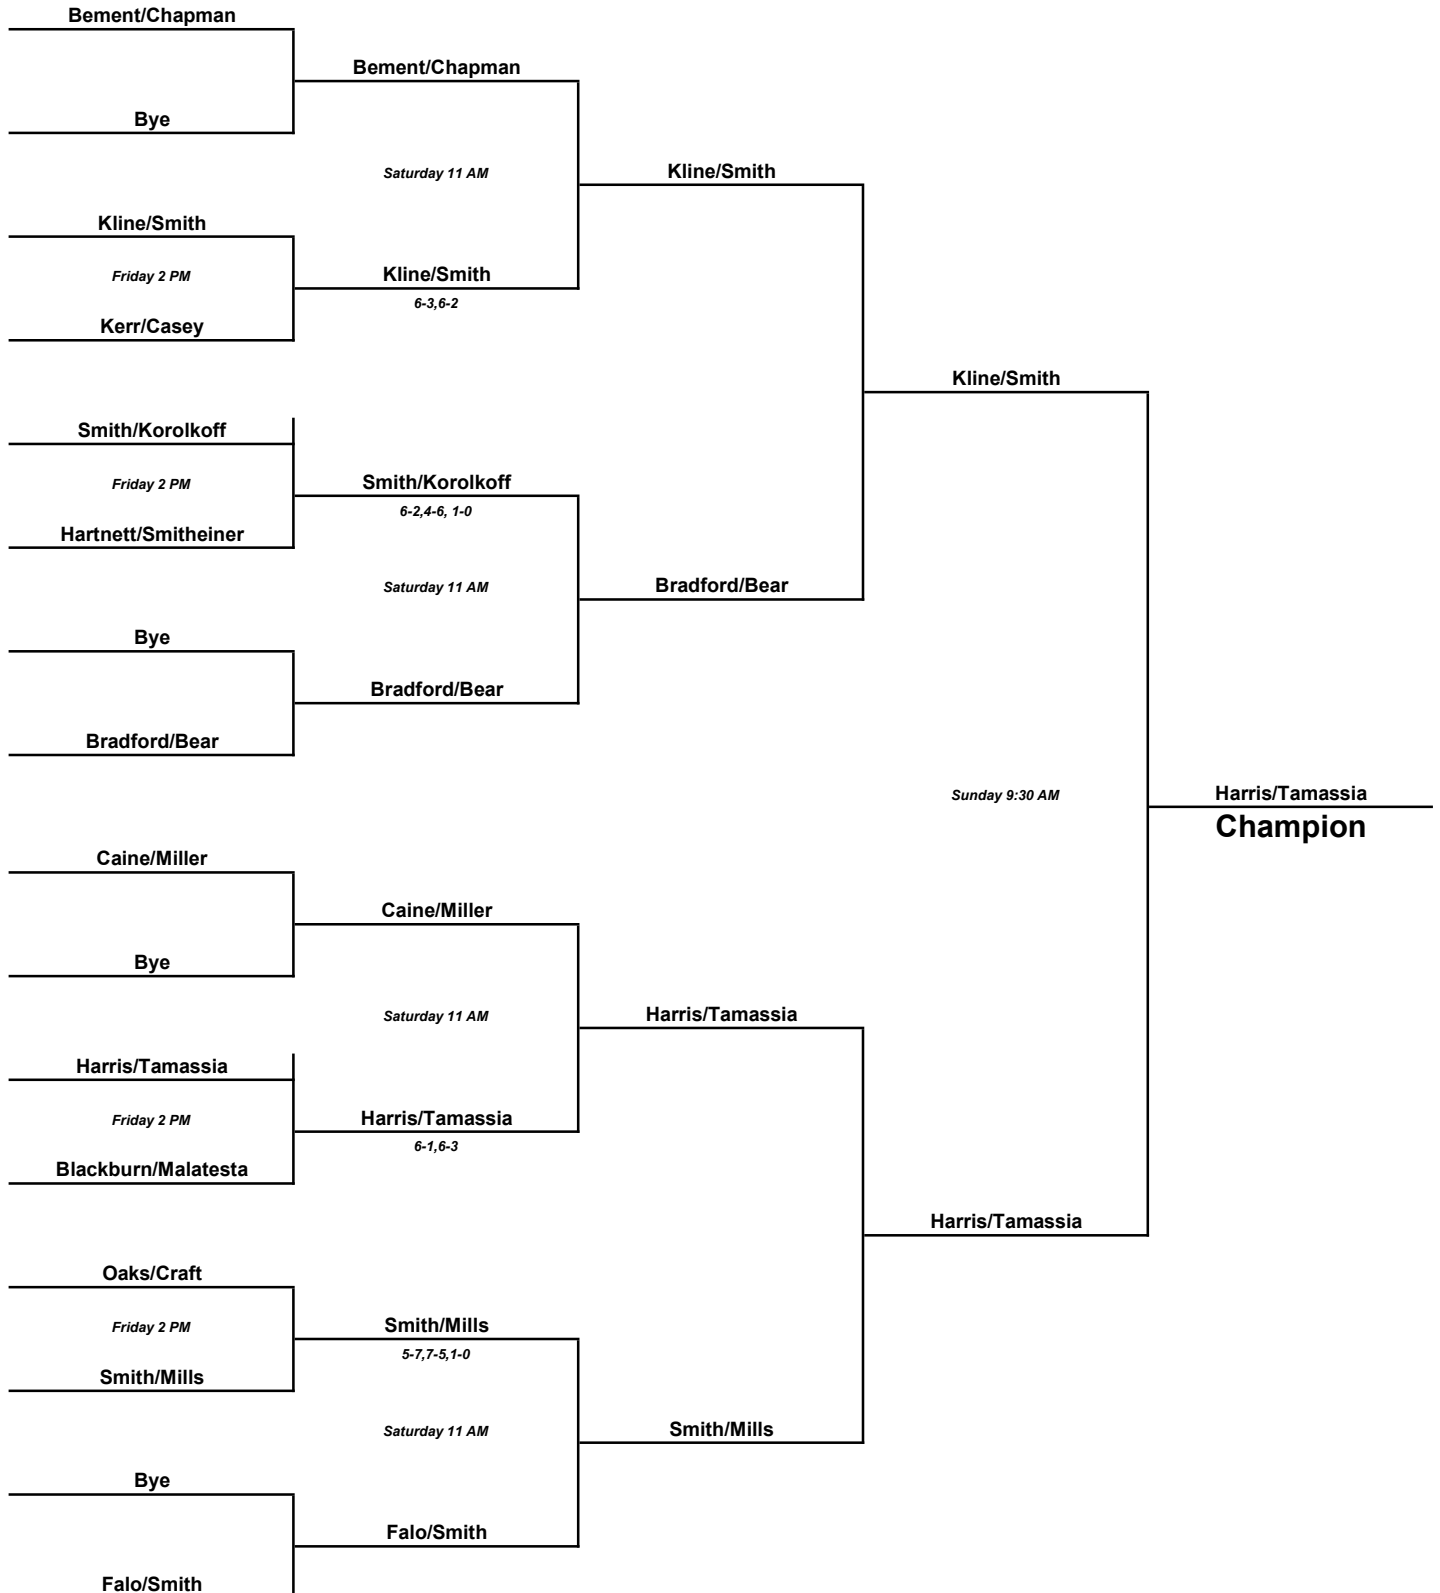 Bement/Chapman
Bement/Chapman
Bye
Saturday 11 AM
Kline/Smith
Kline/Smith
Friday 2 PM
Kline/Smith
6-3,6-2
Kerr/Casey
Kline/Smith
Smith/Korolkoff
Friday 2 PM
Smith/Korolkoff
6-2,4-6, 1-0
Hartnett/Smitheiner
Saturday 11 AM
Bradford/Bear
Bye
Bradford/Bear
Bradford/Bear
Sunday 9:30 AM
Harris/Tamassia
Champion
Caine/Miller
Caine/Miller
Bye
Saturday 11 AM
Harris/Tamassia
Harris/Tamassia
Friday 2 PM
Harris/Tamassia
6-1,6-3
Blackburn/Malatesta
Harris/Tamassia
Oaks/Craft
Friday 2 PM
Smith/Mills
5-7,7-5,1-0
Smith/Mills
Saturday 11 AM
Smith/Mills
Bye
Falo/Smith
Falo/Smith